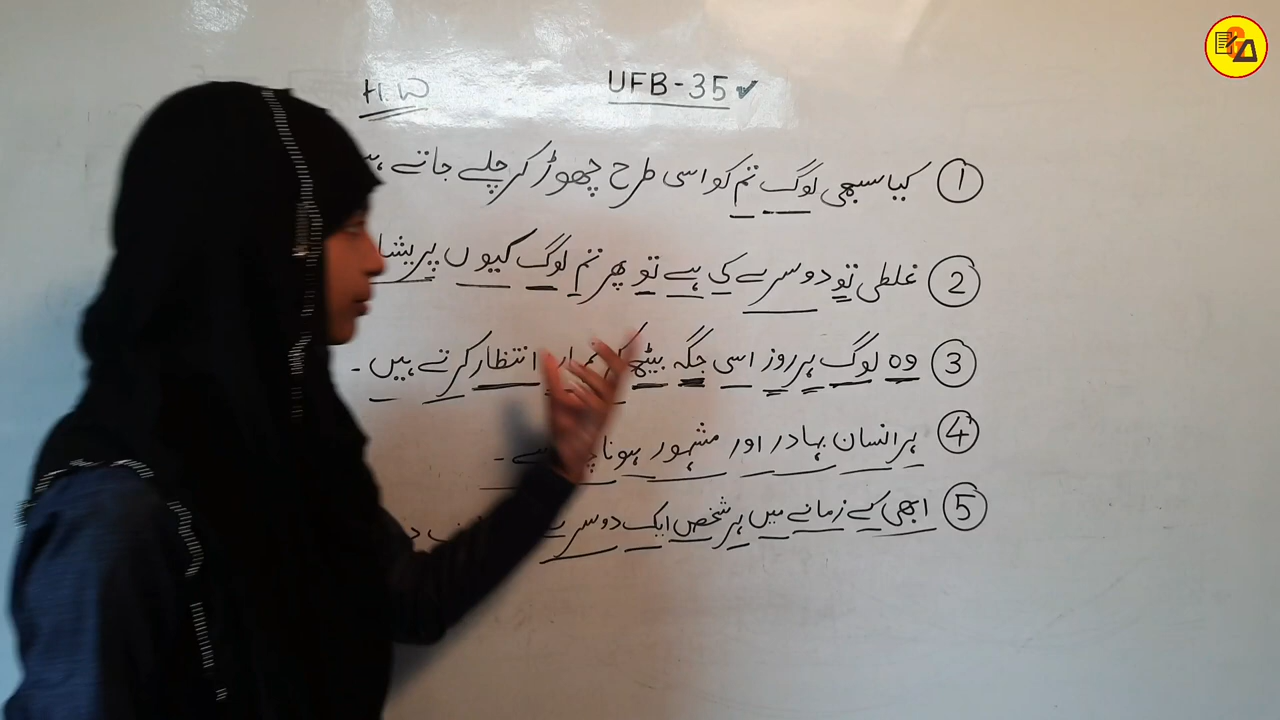 H.W UFB-35 ✓
① کیا سبھی لوگ تم کو اسی طرح چھوڑ کر چلے جاتے
② غلطی تو دوسرے کی ہے تو پھر تم لوگ کیوں
③ وہ لوگ ہر روز اسی جگہ بیٹھ انتظار کرتے ہیں۔
④ ہر انسان بہادر اور مشہور ہونا
⑤ ابھی کے زمانے میں ہر شخص ایک دوسرے